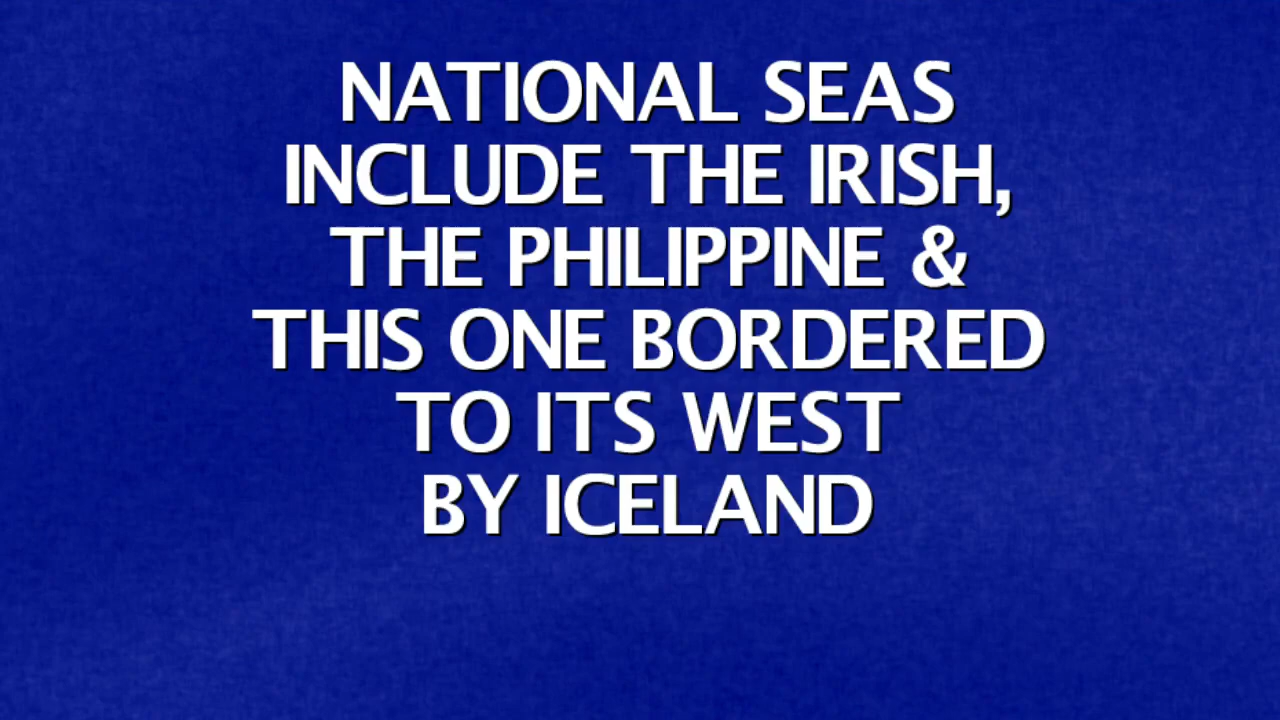 NATIONAL SEAS
INCLUDE THE IRISH,
THE PHILIPPINE &
THIS ONE BORDERED
TO ITS WEST
BY ICELAND